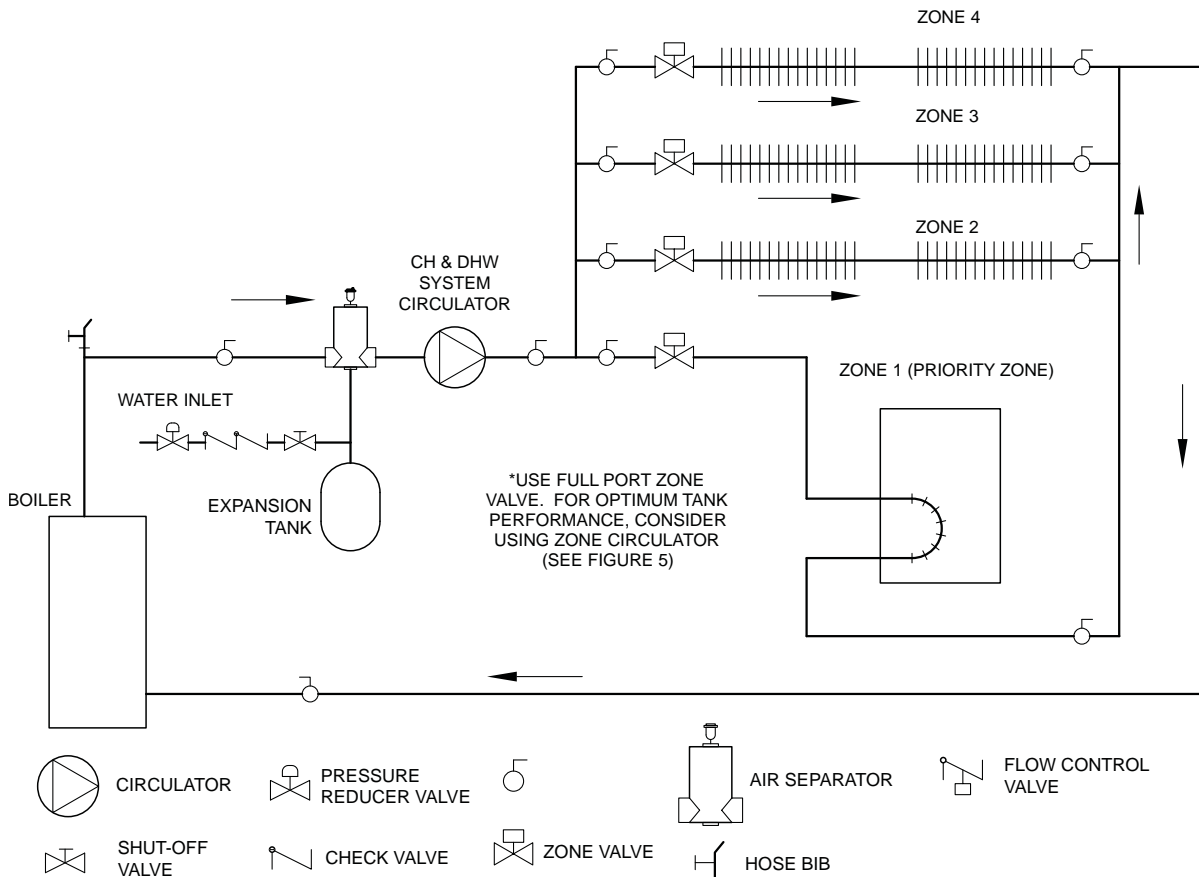 ZONE 4
ZONE 3
ZONE 2
CH & DHW
SYSTEM
CIRCULATOR
ZONE 1 (PRIORITY ZONE)
WATER INLET
BOILER
EXPANSION
TANK
*USE FULL PORT ZONE
VALVE. FOR OPTIMUM TANK
PERFORMANCE, CONSIDER
USING ZONE CIRCULATOR
(SEE FIGURE 5)
CIRCULATOR
PRESSURE
REDUCER VALVE
AIR SEPARATOR
FLOW CONTROL
VALVE
SHUT-OFF
VALVE
CHECK VALVE
ZONE VALVE
HOSE BIB